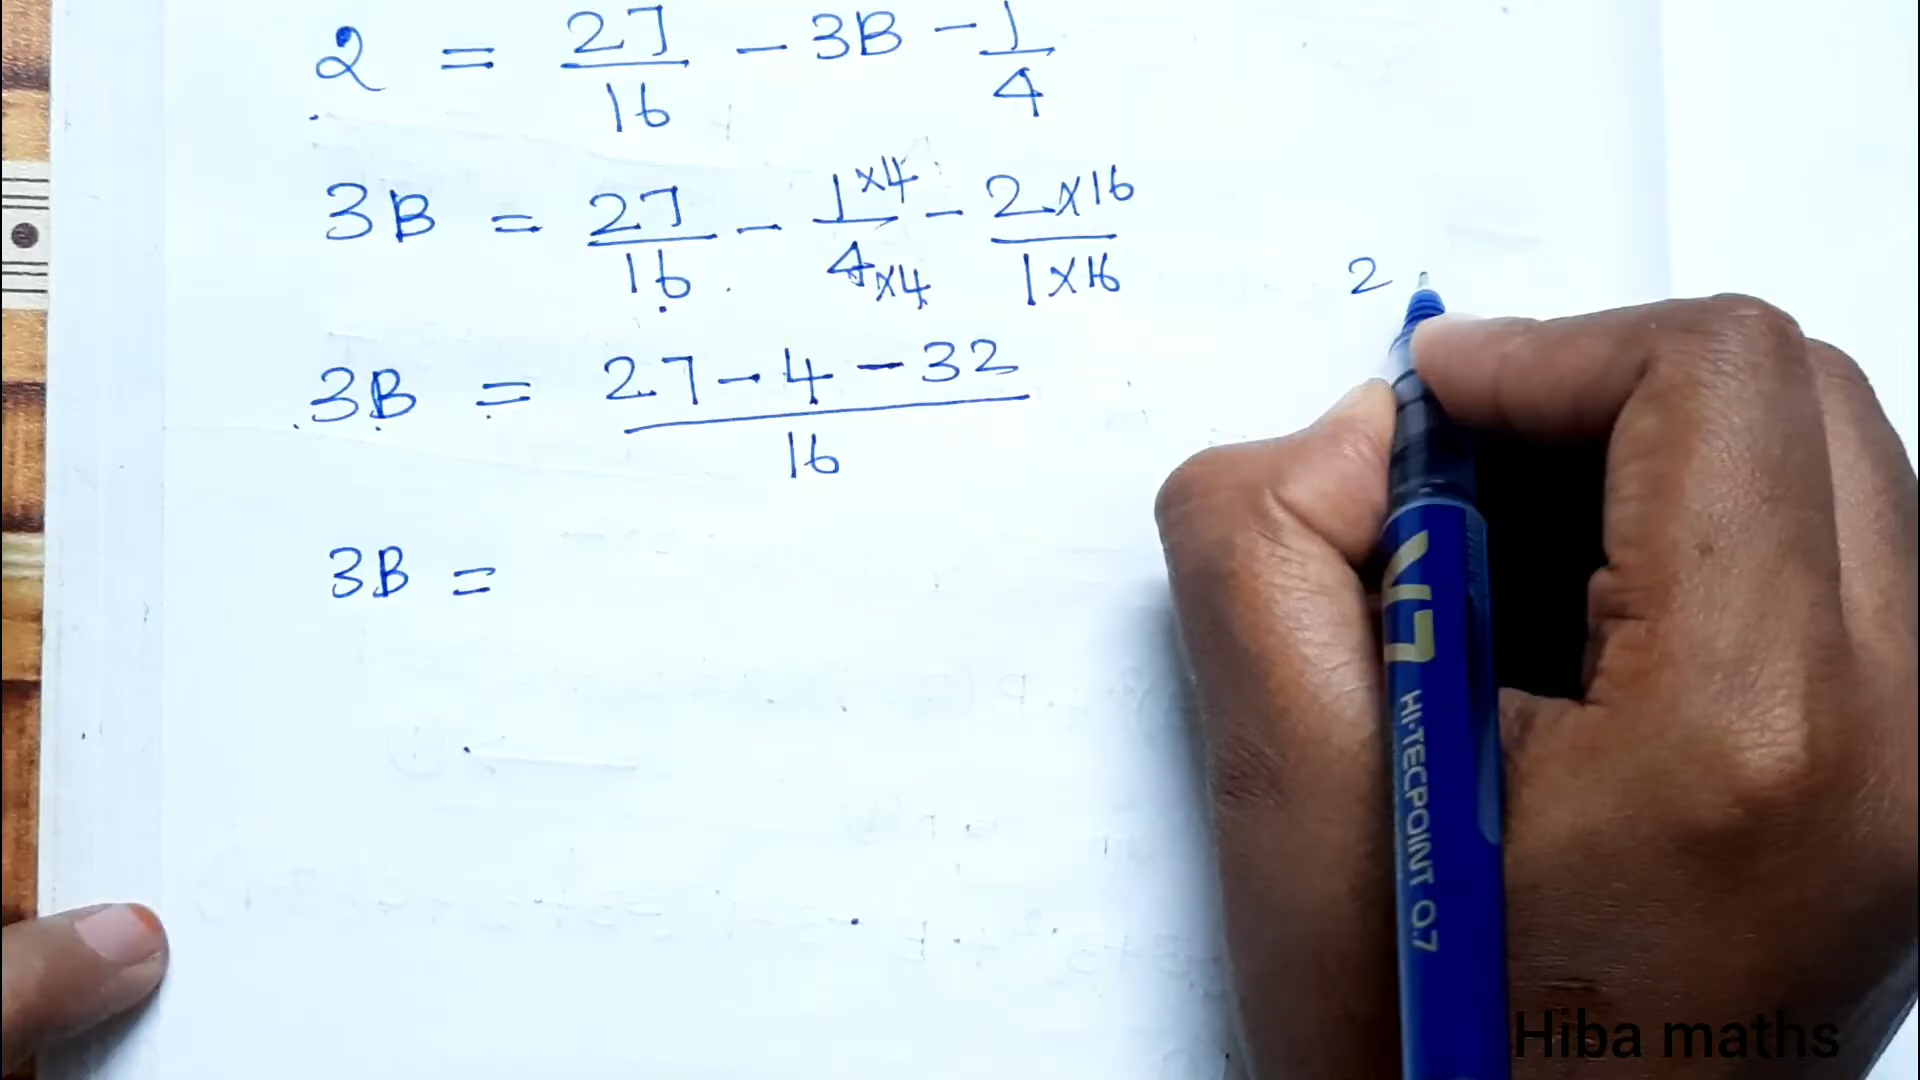 2 = 27/16 - 3B - 1/4
3B = 27/16 - 1×4/4×4 - 2×16/1×16
2
3B = 27-4-32/16
3B =
V7 HI-TECPOINT 0.7
Hiba maths